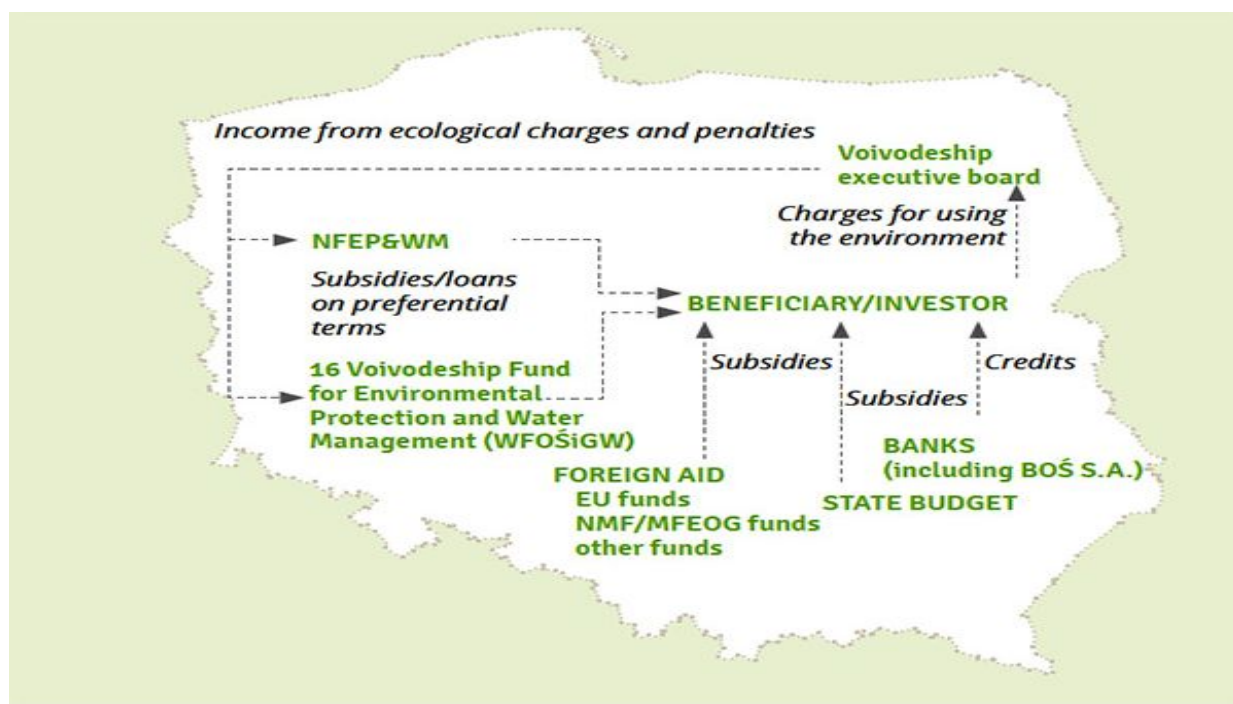 Income from ecological charges and penalties
Voivodeship
executive board
Charges for using
the environment
NFEP&WM
Subsidies/loans
on preferential
terms
BENEFICIARY/INVESTOR
16 Voivodeship Fund
for Environmental
Protection and Water
Management (WFOŚiGW)
Subsidies
Subsidies
Credits
BANKS
(including BOŚ S.A.)
FOREIGN AID
EU funds
NMF/MFEOG funds
other funds
STATE BUDGET